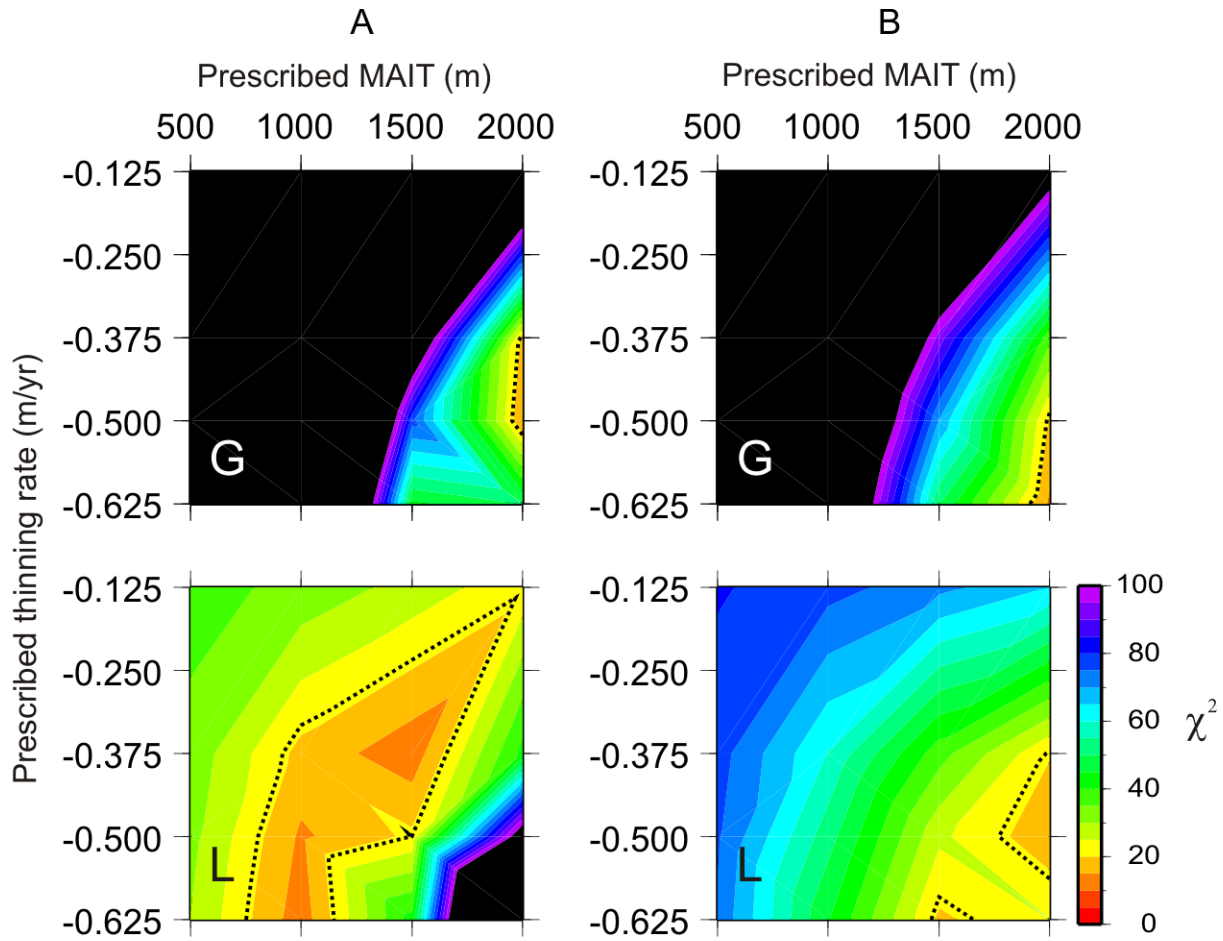 A B
Prescribed MAIT (m) Prescribed MAIT (m)
500 1000 1500 2000 500 1000 1500 2000
-0.125 -0.125
-0.250 -0.250
-0.375 -0.375
-0.500 -0.500
G G
-0.625 -0.625
Prescribed thinning rate (m/yr)
-0.125 -0.125 100
-0.250 -0.250 80
60 χ²
-0.375 -0.375
40
-0.500 -0.500
L L 20
-0.625 -0.625 0